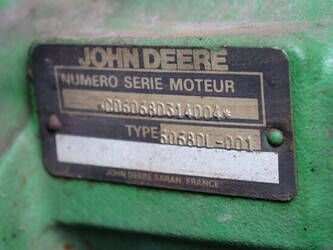 JOHN DEERE
NUMERO SERIE MOTEUR
*CD6068D314004*
TYPE 6068DL-001
JOHN DEERE SARAN, FRANCE